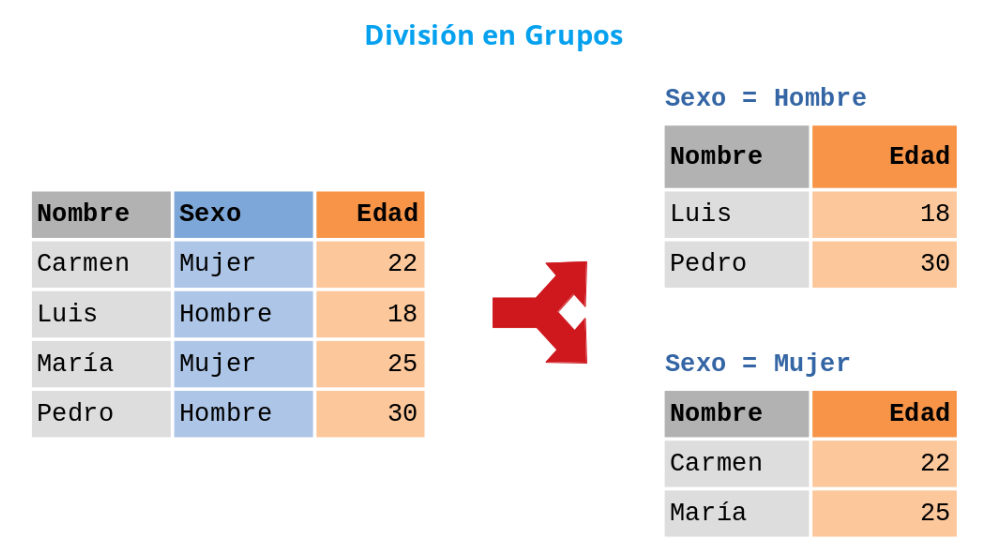 División en Grupos
Nombre Sexo Edad
Carmen Mujer 22
Luis Hombre 18
María Mujer 25
Pedro Hombre 30
Sexo = Hombre
Nombre Edad
Luis 18
Pedro 30
Sexo = Mujer
Nombre Edad
Carmen 22
María 25